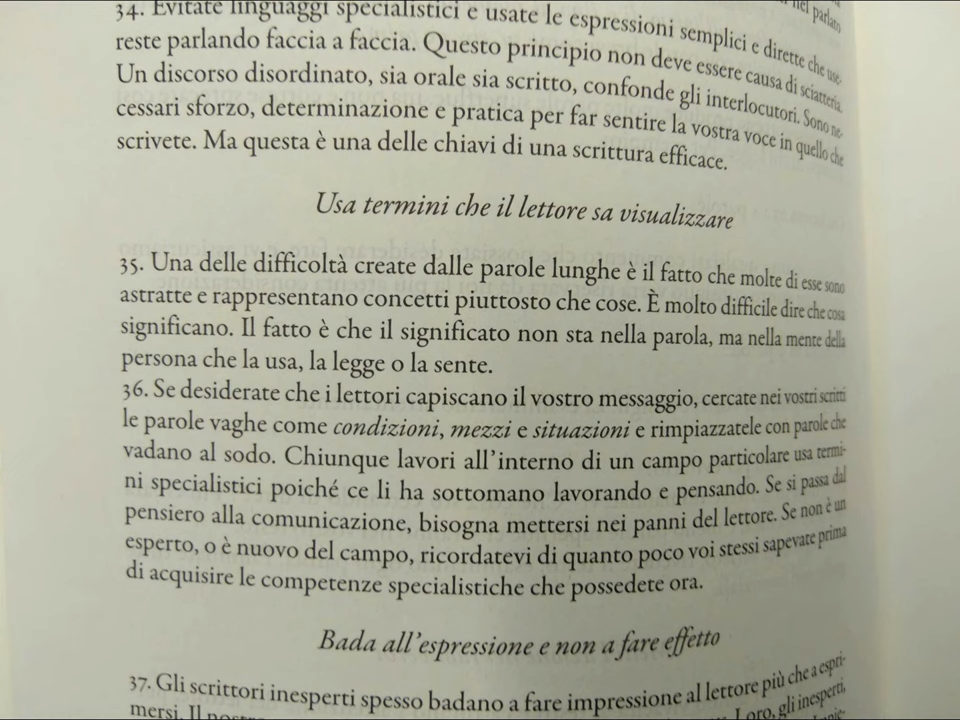 nel parlato
34. Evitate linguaggi specialistici e usate le espressioni semplici e dirette che use-
reste parlando faccia a faccia. Questo principio non deve essere causa di sciatteria.
Un discorso disordinato, sia orale sia scritto, confonde gli interlocutori. Sono ne-
cessari sforzo, determinazione e pratica per far sentire la vostra voce in quello che
scrivete. Ma questa è una delle chiavi di una scrittura efficace.
Usa termini che il lettore sa visualizzare
35. Una delle difficoltà create dalle parole lunghe è il fatto che molte di esse sono
astratte e rappresentano concetti piuttosto che cose. È molto difficile dire che cosa
significano. Il fatto è che il significato non sta nella parola, ma nella mente della
persona che la usa, la legge o la sente.
36. Se desiderate che i lettori capiscano il vostro messaggio, cercate nei vostri scritti
le parole vaghe come condizioni, mezzi e situazioni e rimpiazzatele con parole che
vadano al sodo. Chiunque lavori all'interno di un campo particolare usa termi-
ni specialistici poiché ce li ha sottomano lavorando e pensando. Se si passa dal
pensiero alla comunicazione, bisogna mettersi nei panni del lettore. Se non è un
esperto, o è nuovo del campo, ricordatevi di quanto poco voi stessi sapevate prima
di acquisire le competenze specialistiche che possedete ora.
Bada all'espressione e non a fare effetto
37. Gli scrittori inesperti spesso badano a fare impressione al lettore più che a espri-
mersi. Il Loro, gli inesperti,